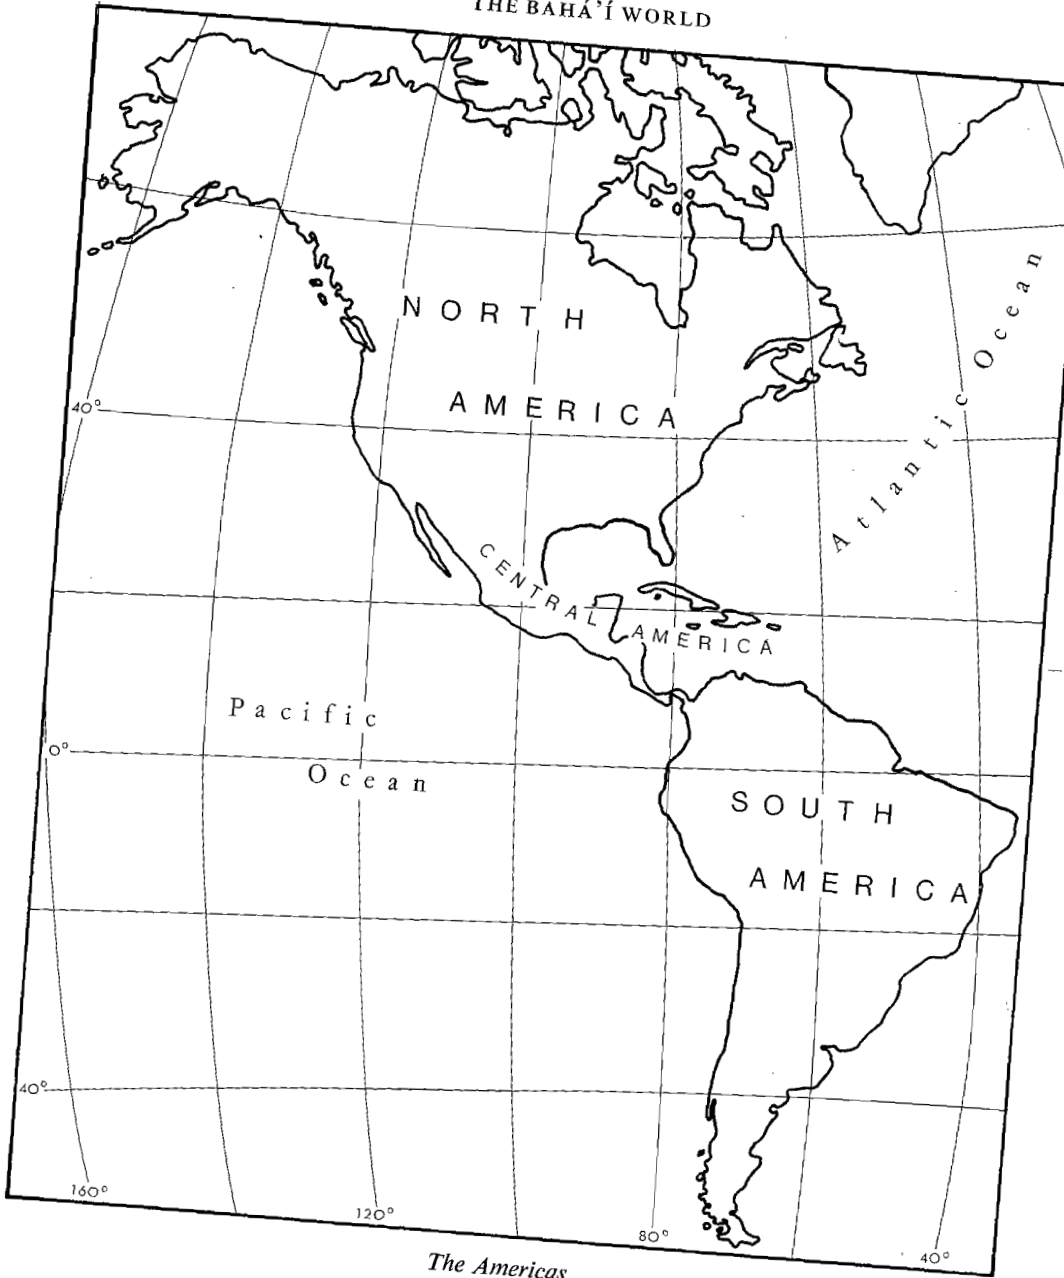 THE BAHÁ'Í WORLD
NORTH
AMERICA
Atlantic Ocean
40°
CENTRAL
AMERICA
Pacific
Ocean
0°
SOUTH
AMERICA
40°
160°
120°
80°
40°
The Americas